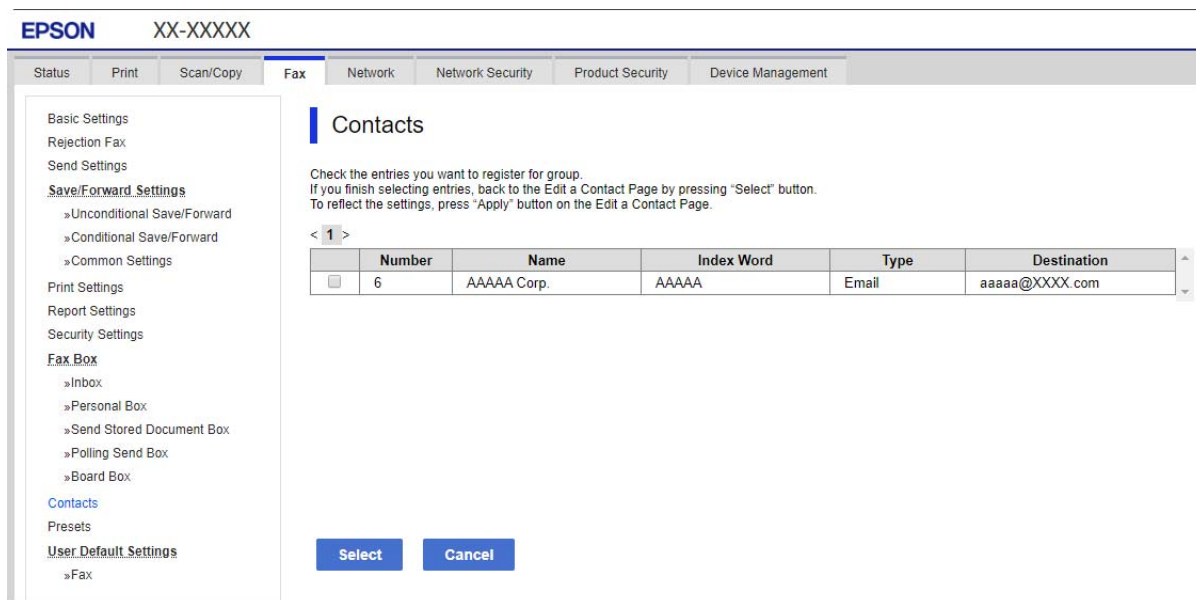 EPSON XX-XXXXX
Status Print Scan/Copy Fax Network Network Security Product Security Device Management
Basic Settings
Rejection Fax
Send Settings
Save/Forward Settings
»Unconditional Save/Forward
»Conditional Save/Forward
»Common Settings
Print Settings
Report Settings
Security Settings
Fax Box
»Inbox
»Personal Box
»Send Stored Document Box
»Polling Send Box
»Board Box
Contacts
Presets
User Default Settings
»Fax
Contacts
Check the entries you want to register for group.
If you finish selecting entries, back to the Edit a Contact Page by pressing “Select” button.
To reflect the settings, press “Apply” button on the Edit a Contact Page.
< 1 >
Number Name Index Word Type Destination
6 AAAAA Corp. AAAAA Email aaaaa@XXXX.com
Select Cancel